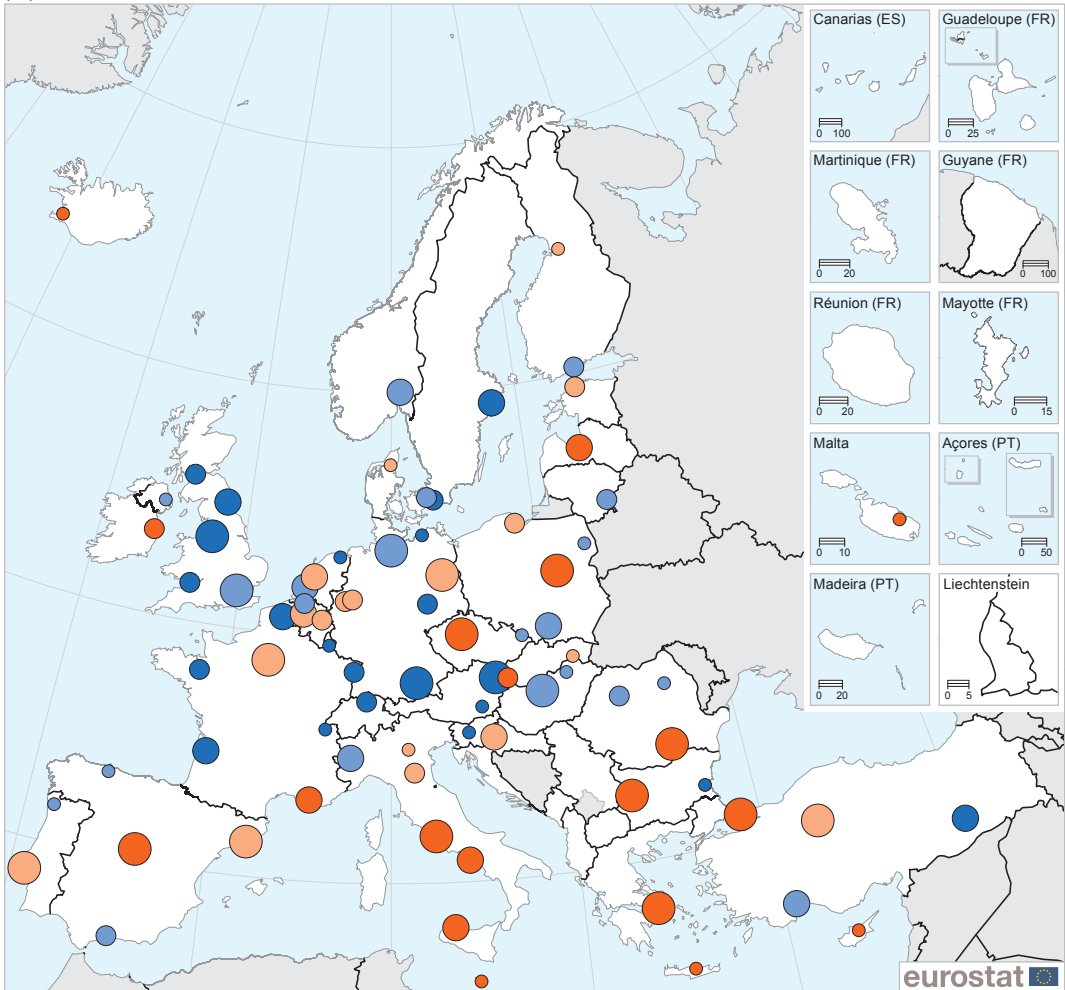 Canarias (ES)
0 100
Guadeloupe (FR)
0 25
Martinique (FR)
0 20
Guyane (FR)
0 100
Réunion (FR)
0 20
Mayotte (FR)
0 15
Malta
0 10
Açores (PT)
0 50
Madeira (PT)
0 20
Liechtenstein
0 5
eurostat